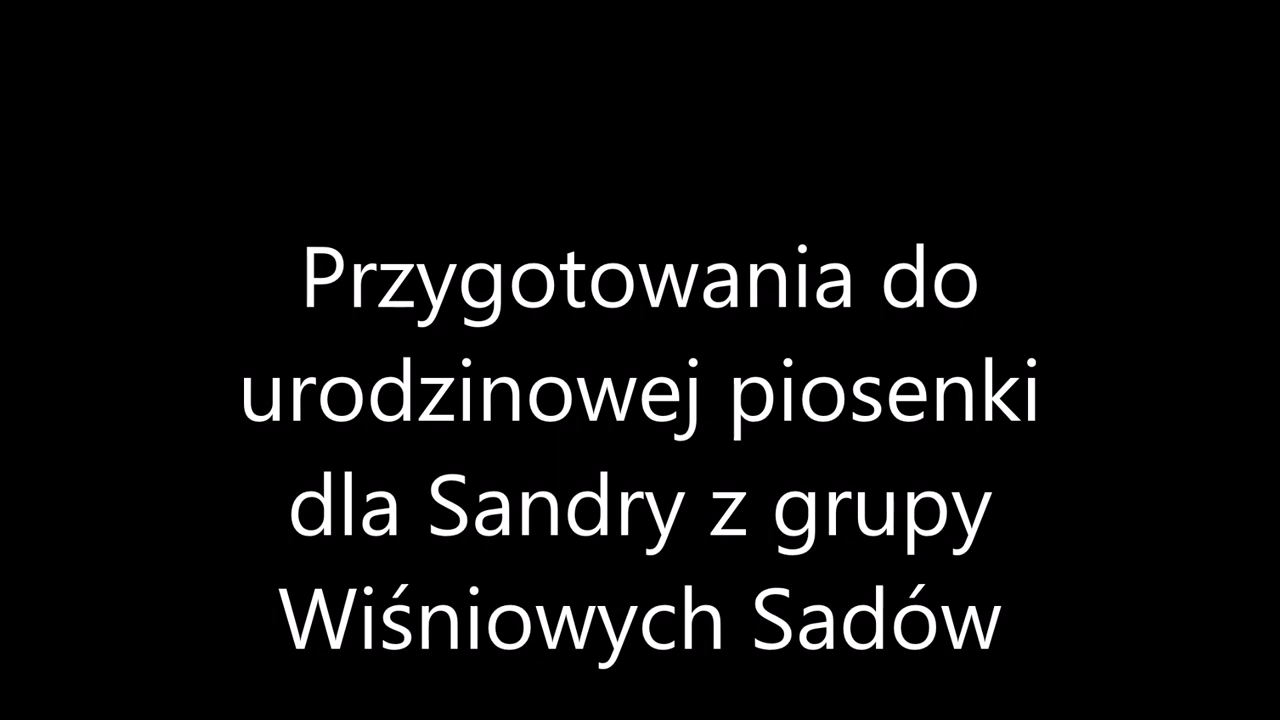 Przygotowania do
urodzinowej piosenki
dla Sandry z grupy
Wiśniowych Sadów